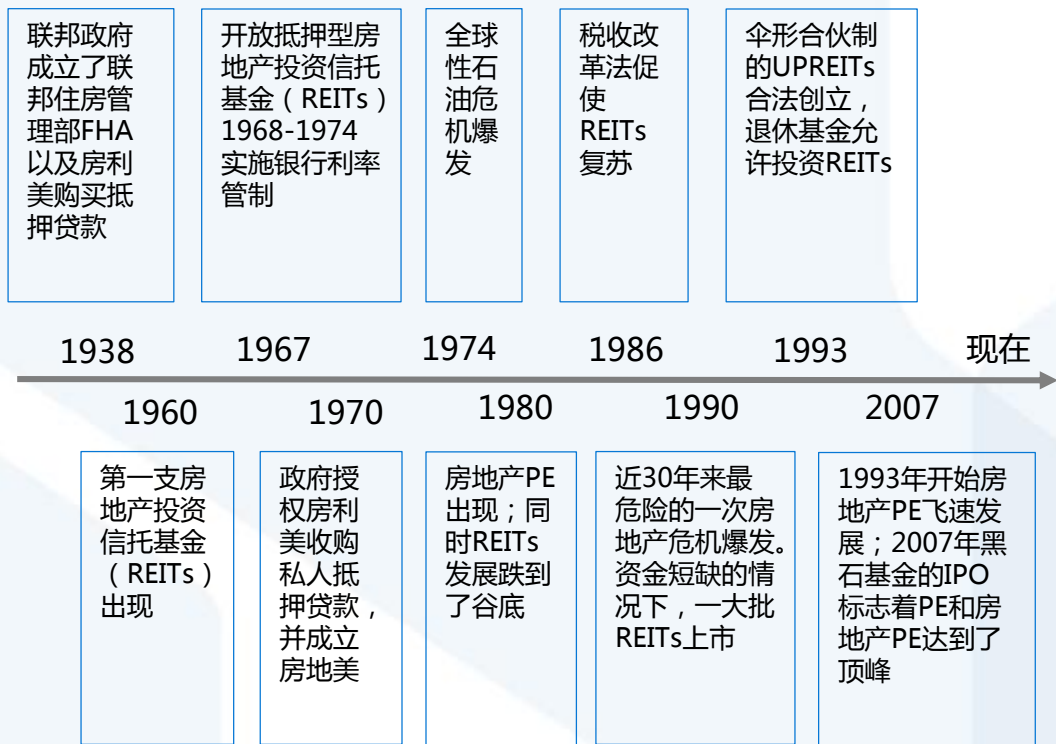 联邦政府
成立了联
邦住房管
理部FHA
以及房利
美购买抵
押贷款
开放抵押型房
地产投资信托
基金（REITs）
1968-1974
实施银行利率
管制
全球
性石
油危
机爆
发
税收改
革法促
使
REITs
复苏
伞形合伙制
的UPREITs
合法创立，
退休基金允
许投资REITs
1938
1967
1974
1986
1993
现在
1960
1970
1980
1990
2007
第一支房
地产投资
信托基金
（REITs）
出现
政府授
权房利
美收购
私人抵
押贷款，
并成立
房地美
房地产PE
出现；同
时REITs
发展跌到
了谷底
近30年来最
危险的一次房
地产危机爆发。
资金短缺的情
况下，一大批
REITs上市
1993年开始房
地产PE飞速发
展；2007年黑
石基金的IPO
标志着PE和房
地产PE达到了
顶峰